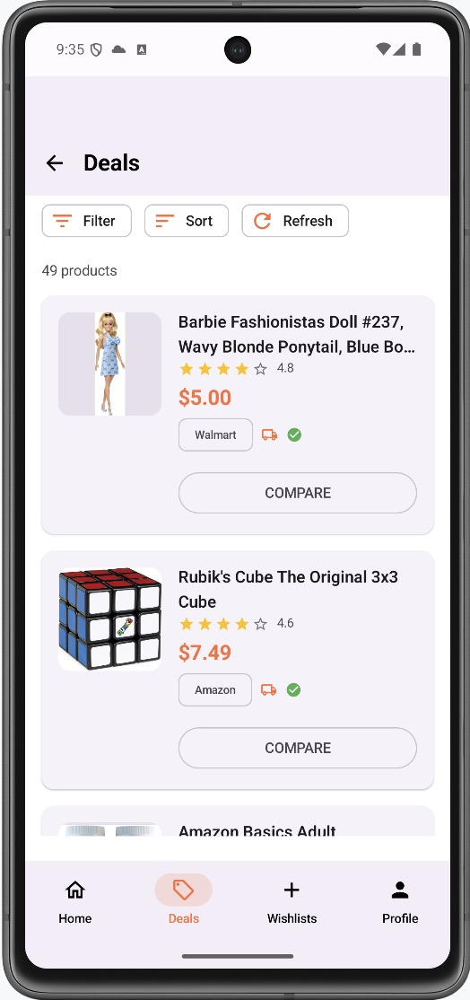 9:35
Deals
Filter
Sort
Refresh
49 products
Barbie Fashionistas Doll #237,
Wavy Blonde Ponytail, Blue Bo...
4.8
$5.00
Walmart
COMPARE
Rubik's Cube The Original 3x3
Cube
4.6
$7.49
Amazon
COMPARE
Amazon Basics Adult
Home
Deals
Wishlists
Profile